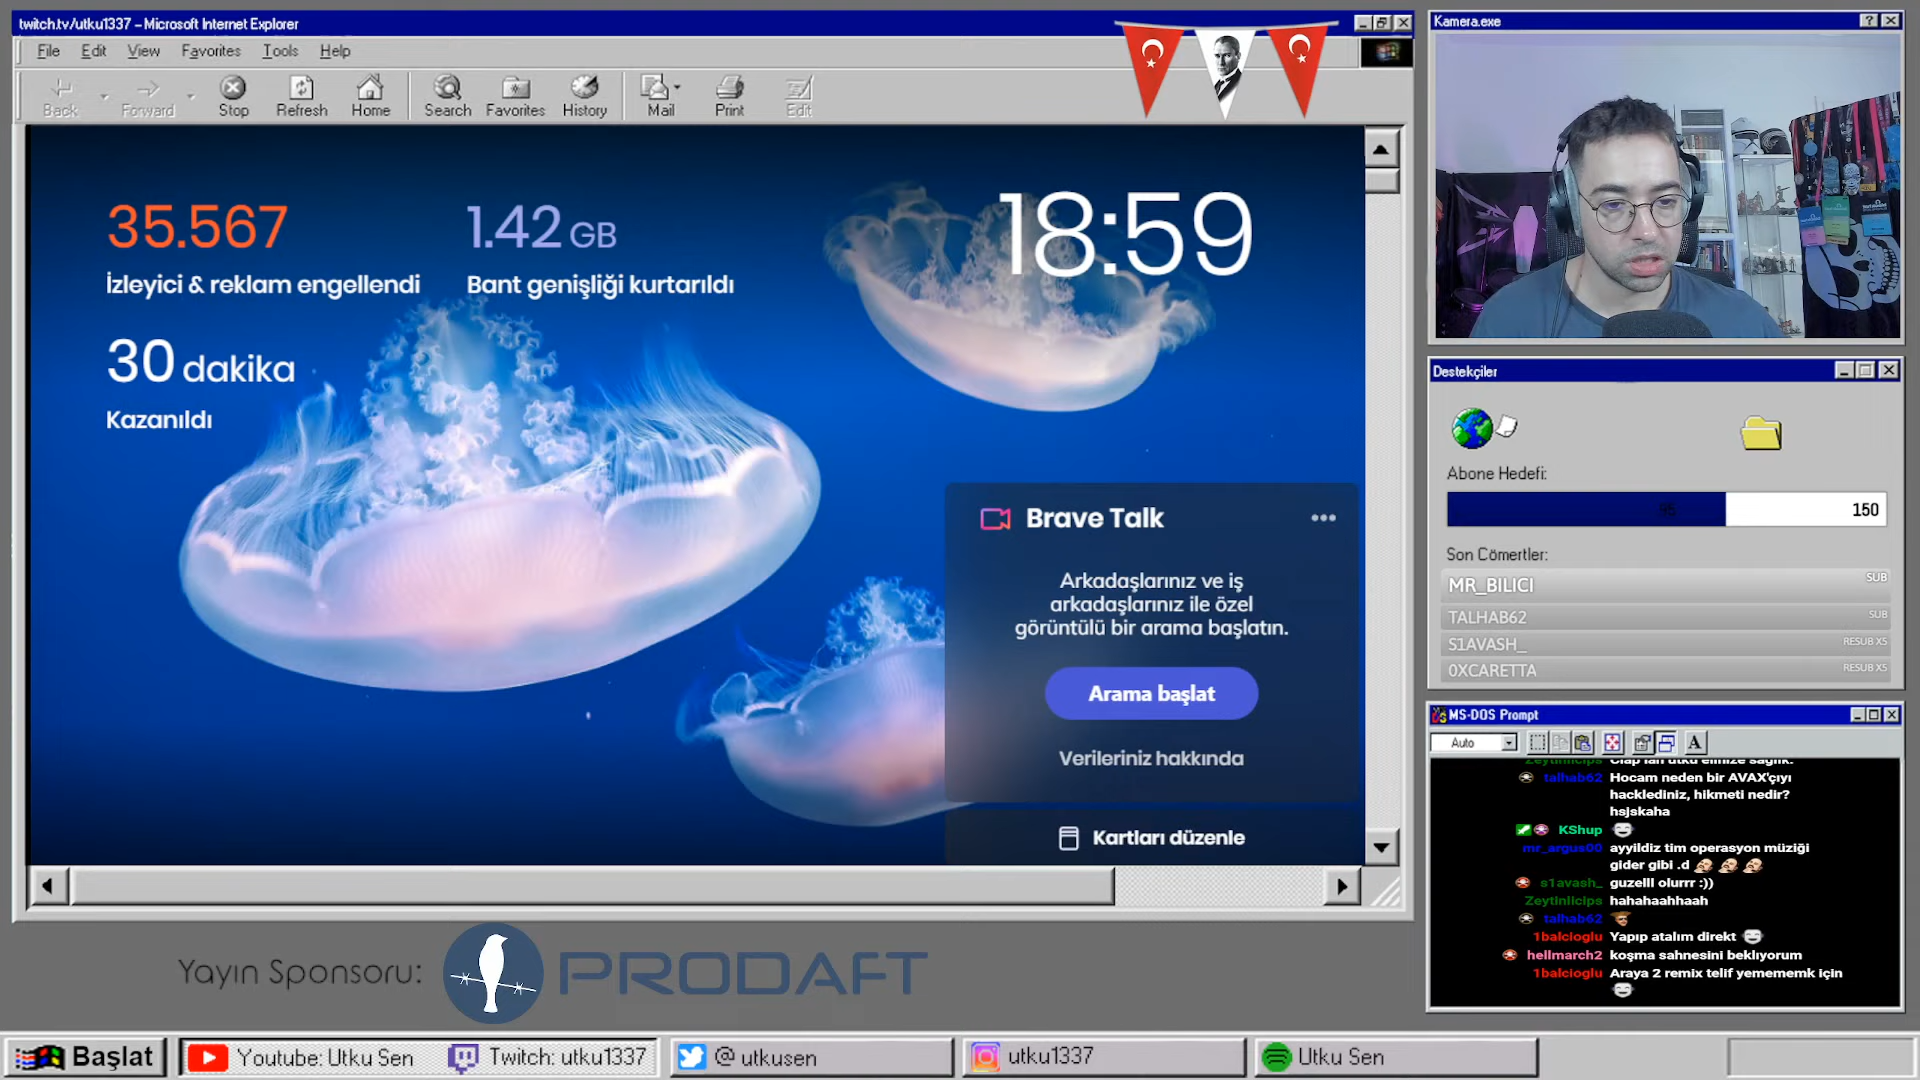 twitch.tv/utku1337 – Microsoft Internet Explorer
File Edit View Favorites Tools Help
Back Forward Stop Refresh Home Search Favorites History Mail Print Edit
35.567
İzleyici & reklam engellendi
1.42 GB
Bant genişliği kurtarıldı
30 dakika
Kazanıldı
18:59
Brave Talk
Arkadaşlarınız ve iş
arkadaşlarınız ile özel
görüntülü bir arama başlatın.
Arama başlat
Verileriniz hakkında
Kartları düzenle
Kamera.exe
Destekçiler
Abone Hedefi:
95 150
Son Cömertler:
MR_BILICI SUB
TALHAB62 SUB
S1AVASH_ RESUB X5
0XCARETTA RESUB X5
MS-DOS Prompt
Auto
A
talhab62 Hocam neden bir AVAX'çıyı
hacklediniz, hikmeti nedir?
hsjskaha
KShup
mr_argus00 ayyildiz tim operasyon müziği
gider gibi .d
s1avash_ guzelll olurrr :))
Zeytinlicips hahahaahhaah
talhab62
1balcioglu Yapıp atalım direkt
hellmarch2 koşma sahnesini beklıyorum
1balcioglu Araya 2 remix telif yemememk için
Yayın Sponsoru: PRODAFT
Başlat
Youtube: Utku Sen
Twitch: utku1337
@ utkusen
utku1337
Utku Sen